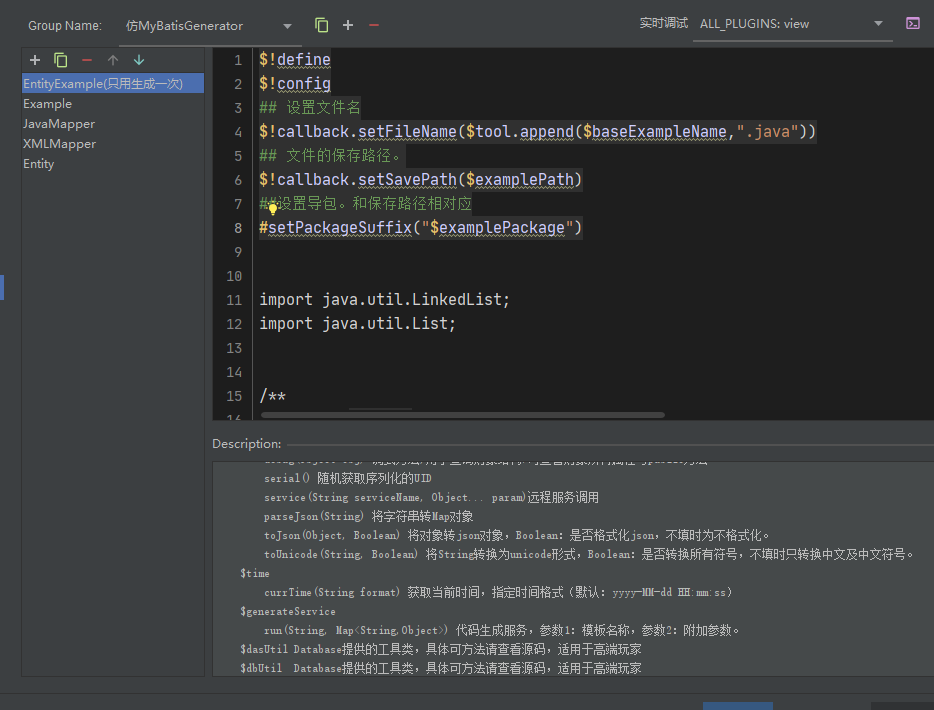 Group Name: 仿MyBatisGenerator 实时调试 ALL_PLUGINS: view
EntityExample(只用生成一次)
Example
JavaMapper
XMLMapper
Entity
1 $!define
2 $!config
3 ## 设置文件名
4 $!callback.setFileName($tool.append($baseExampleName,".java"))
5 ## 文件的保存路径。
6 $!callback.setSavePath($examplePath)
7 ##设置导包。和保存路径相对应
8 #setPackageSuffix("$examplePackage")
9
10
11 import java.util.LinkedList;
12 import java.util.List;
13
14
15 /**
16
Description:
serial() 随机获取序列化的UID
service(String serviceName, Object... param)远程服务调用
parseJson(String) 将字符串转Map对象
toJson(Object, Boolean) 将对象转json对象，Boolean：是否格式化json，不填时为不格式化。
toUnicode(String, Boolean) 将String转换为unicode形式，Boolean：是否转换所有符号，不填时只转换中文及中文符号。
$time
currTime(String format) 获取当前时间，指定时间格式（默认：yyyy-MM-dd HH:mm:ss）
$generateService
run(String, Map<String,Object>) 代码生成服务，参数1：模板名称，参数2：附加参数。
$dasUtil Database提供的工具类，具体可方法请查看源码，适用于高端玩家
$dbUtil Database提供的工具类，具体可方法请查看源码，适用于高端玩家